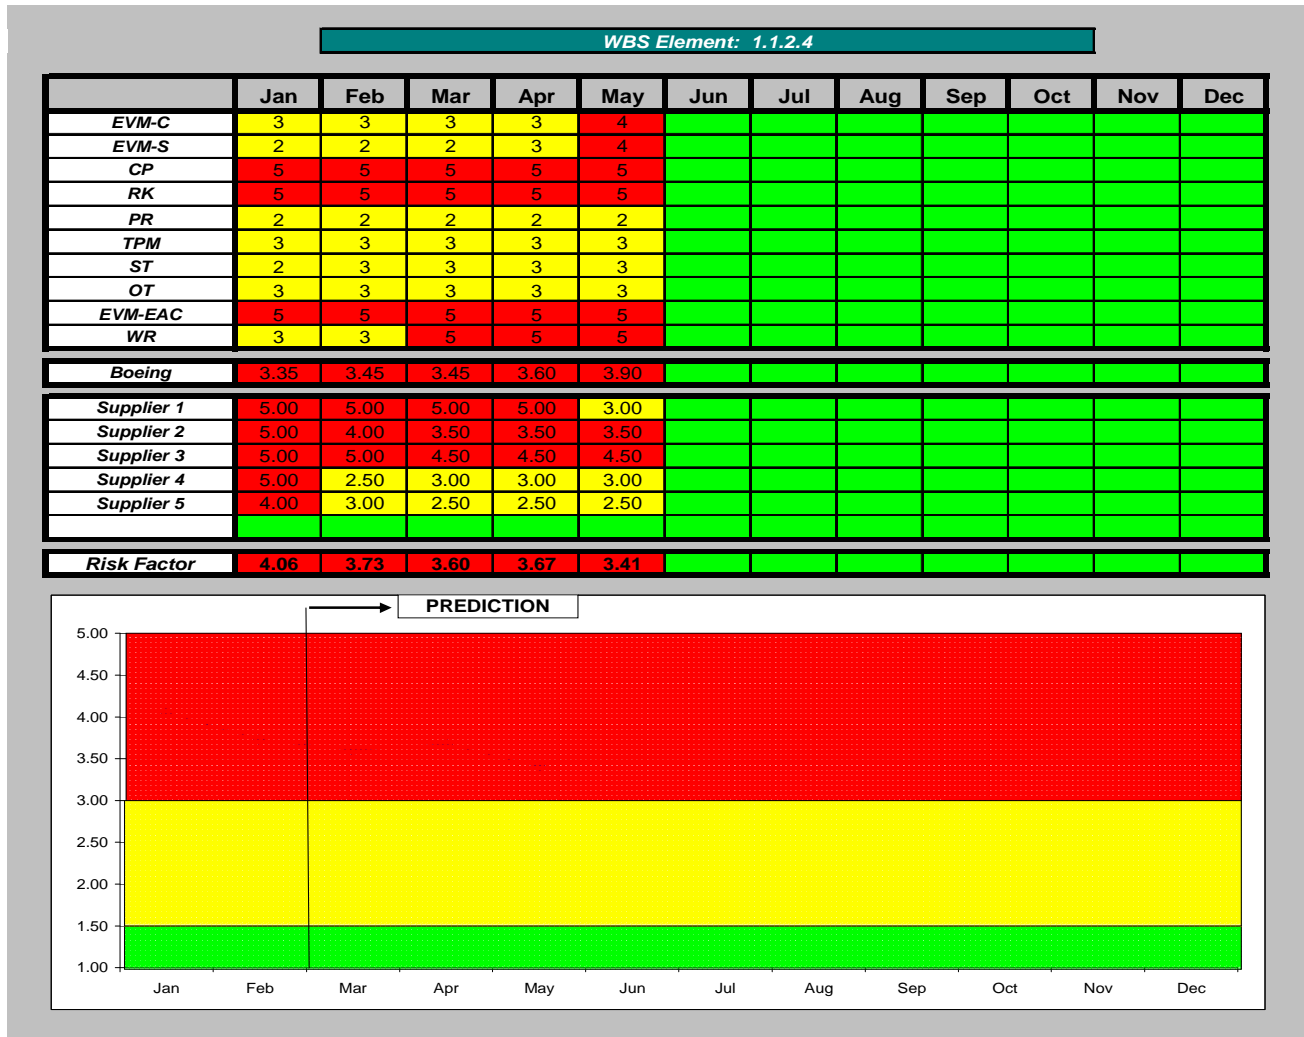 WBS Element: 1.1.2.4
Jan Feb Mar Apr May Jun Jul Aug Sep Oct Nov Dec
EVM-C 3 3 3 3 4
EVM-S 2 2 2 3 4
CP 5 5 5 5 5
RK 5 5 5 5 5
PR 2 2 2 2 2
TPM 3 3 3 3 3
ST 2 3 3 3 3
OT 3 3 3 3 3
EVM-EAC 5 5 5 5 5
WR 3 3 5 5 5
Boeing 3.35 3.45 3.45 3.60 3.90
Supplier 1 5.00 5.00 5.00 5.00 3.00
Supplier 2 5.00 4.00 3.50 3.50 3.50
Supplier 3 5.00 5.00 4.50 4.50 4.50
Supplier 4 5.00 2.50 3.00 3.00 3.00
Supplier 5 4.00 3.00 2.50 2.50 2.50
Risk Factor 4.06 3.73 3.60 3.67 3.41
PREDICTION
5.00
4.50
4.00
3.50
3.00
2.50
2.00
1.50
1.00
Jan Feb Mar Apr May Jun Jul Aug Sep Oct Nov Dec